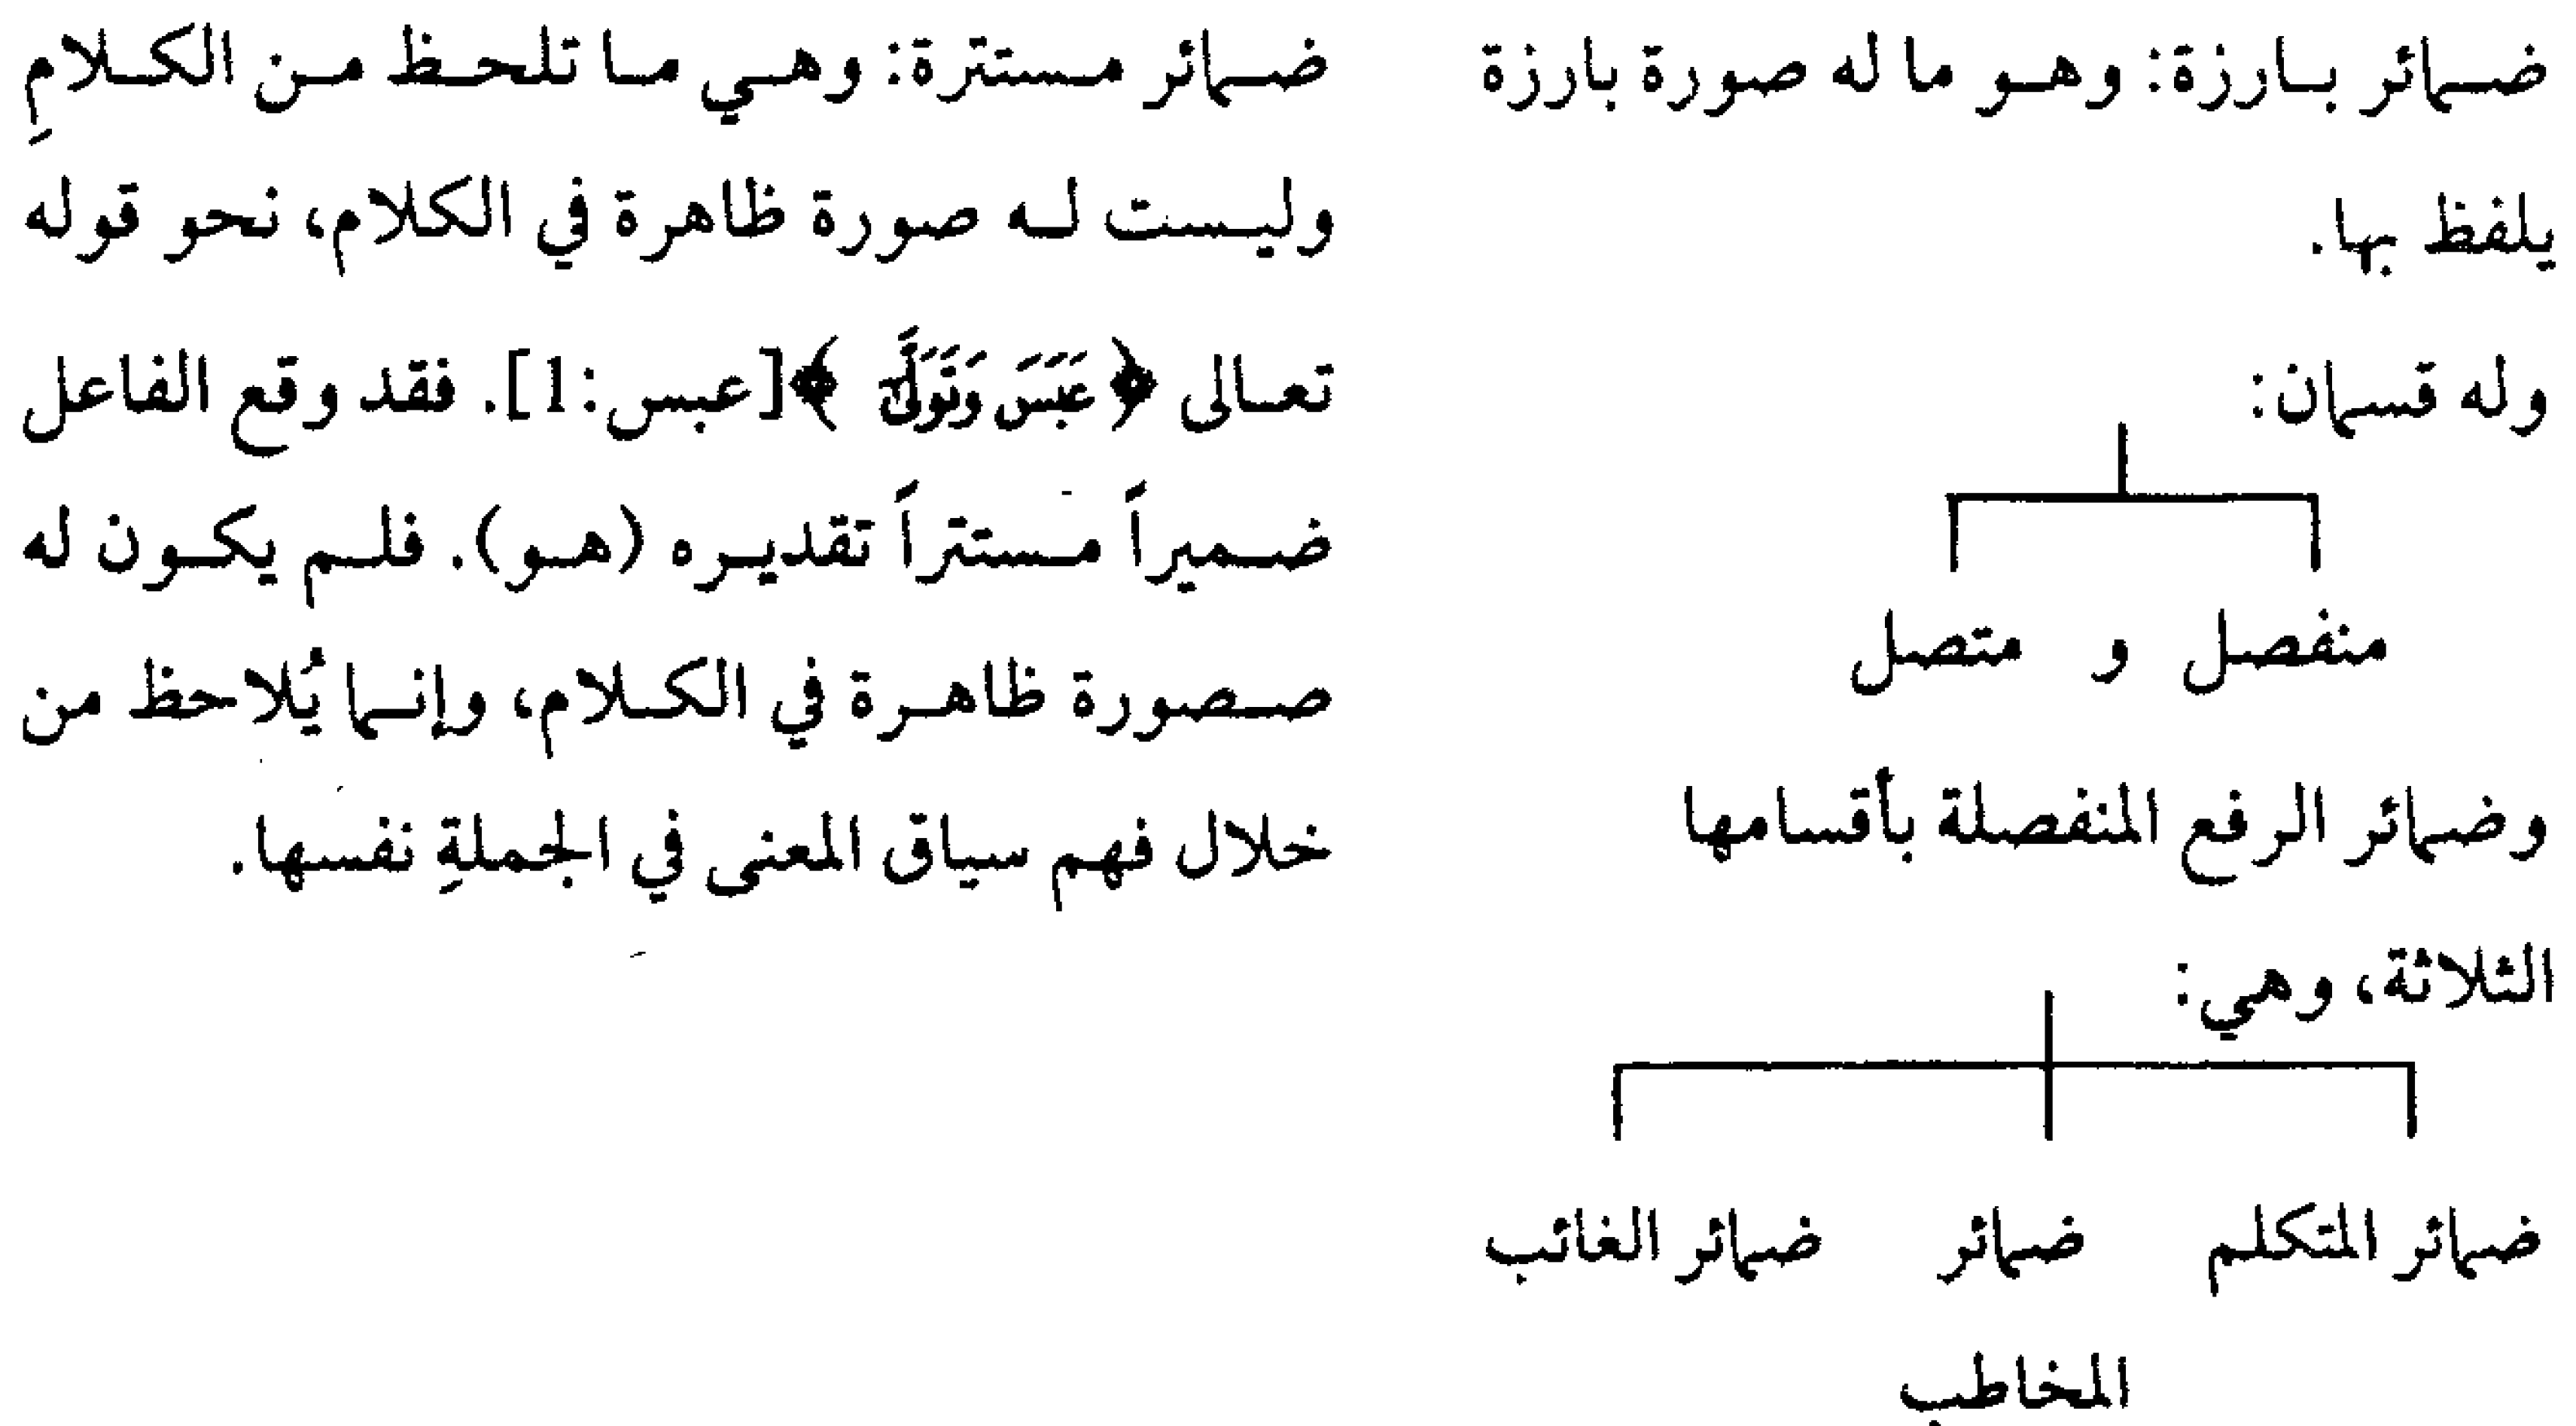 ضمائر بارزة: وهو ما له صورة بارزة
يلفظ بها.
وله قسمان:
منفصل و متصل
وضمائر الرفع المنفصلة بأقسامها
الثلاثة، وهي:
ضمائر المتكلم ضمائر ضمائر الغائب
المخاطب
ضمائر مستترة: وهي ما تلحظ من الكلامِ
وليست له صورة ظاهرة في الكلام، نحو قوله
تعالى ﴿عَبَسَ وَتَوَلَّىٰٓ﴾[عبس:1]. فقد وقع الفاعل
ضميراً مستتراً تقديره (هو). فلم يكون له
صصورة ظاهرة في الكلام، وإنما يُلاحظ من
خلال فهم سياق المعنى في الجملةِ نفسها.